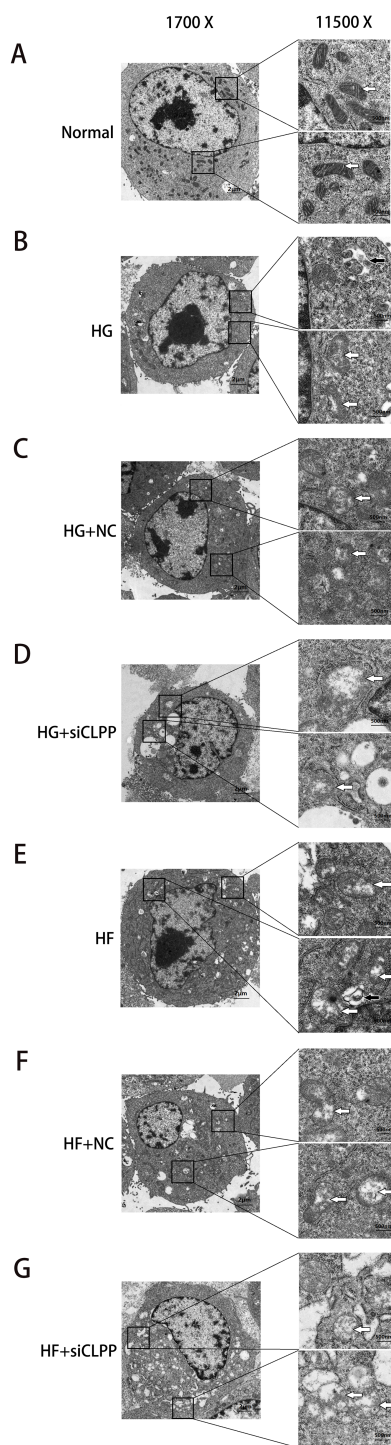 1700 X 11500 X
A
Normal
2μm
B
HG
2μm
C
HG+NC
2μm
500nm
D
HG+siCLPP
2μm
500nm
E
HF
2μm
F
HF+NC
2μm
G
HF+siCLPP